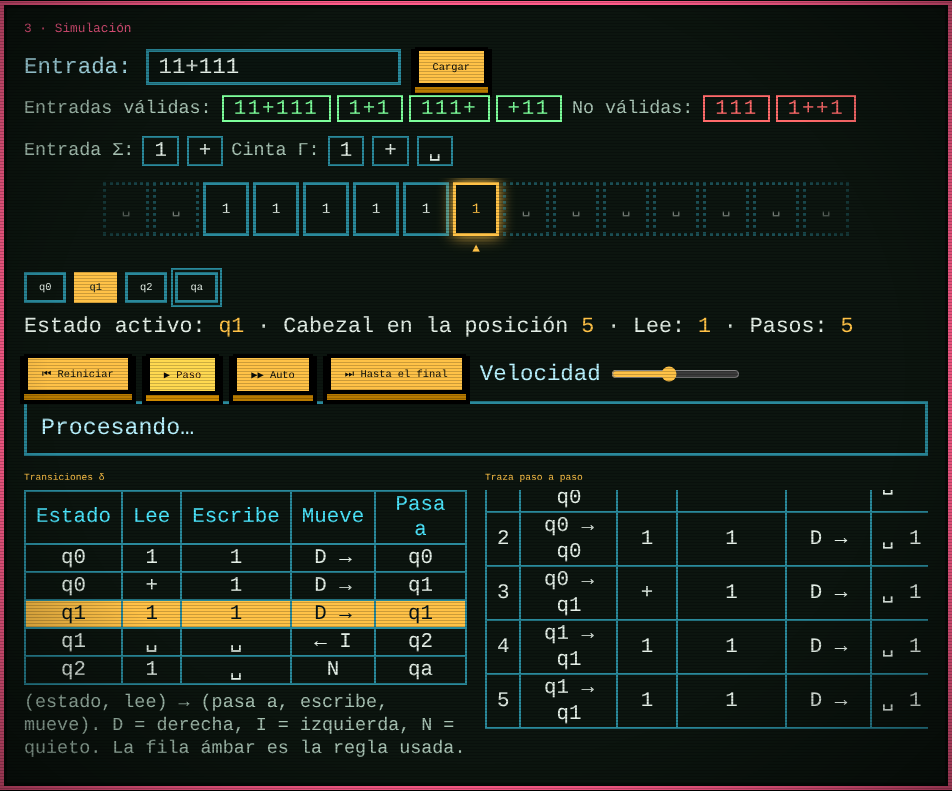 3 · Simulación
Entrada: 11+111 Cargar
Entradas válidas: 11+111 1+1 111+ +11 No válidas: 111 1++1
Entrada Σ: 1 + Cinta Γ: 1 + ␣
␣ ␣ 1 1 1 1 1 1 ␣ ␣ ␣ ␣ ␣ ␣ ␣
▲
q0 q1 q2 qa
Estado activo: q1 · Cabezal en la posición 5 · Lee: 1 · Pasos: 5
⏮ Reiniciar ▶ Paso ▶▶ Auto ⏭ Hasta el final Velocidad
Procesando…
Transiciones δ
Estado Lee Escribe Mueve Pasa a
q0 1 1 D → q0
q0 + 1 D → q1
q1 1 1 D → q1
q1 ␣ ␣ ← I q2
q2 1 ␣ N qa
(estado, lee) → (pasa a, escribe,
mueve). D = derecha, I = izquierda, N =
quieto. La fila ámbar es la regla usada.
Traza paso a paso
q0 ␣
2 q0 → q0 1 1 D → ␣ 1
3 q0 → q1 + 1 D → ␣ 1
4 q1 → q1 1 1 D → ␣ 1
5 q1 → q1 1 1 D → ␣ 1